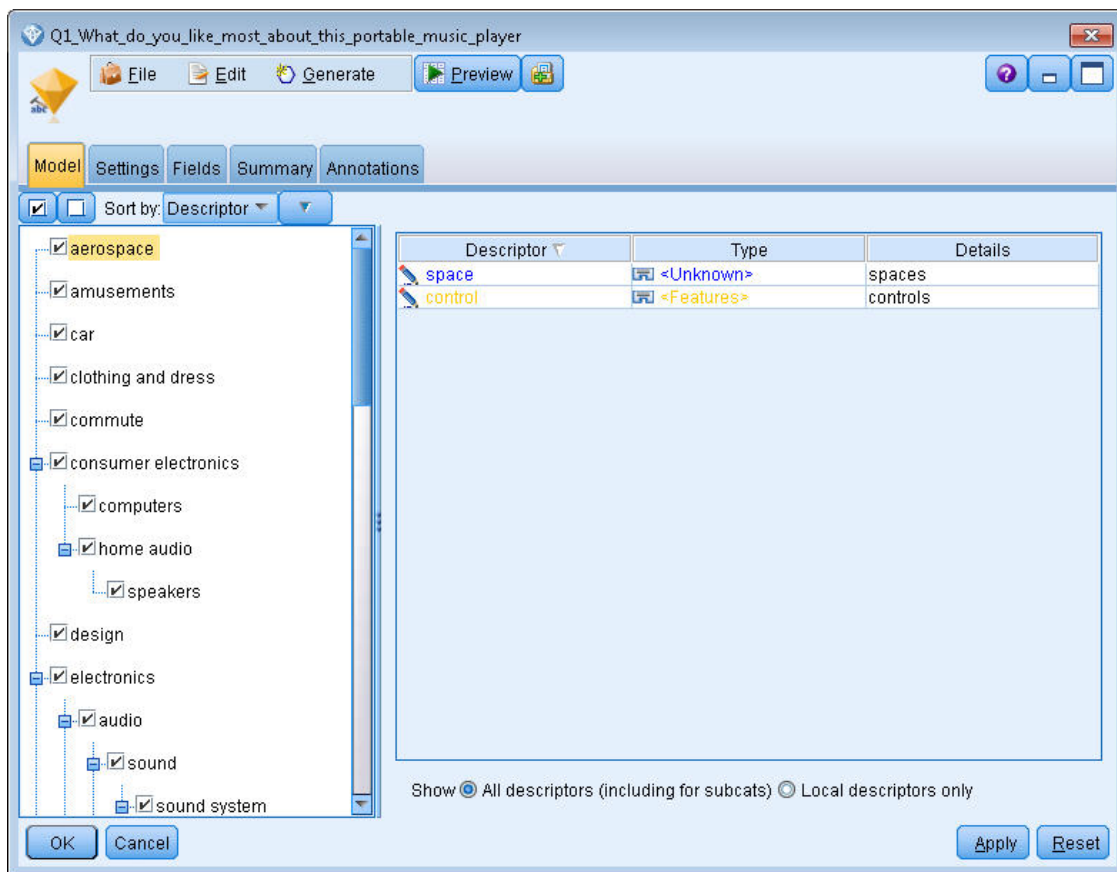 Q1_What_do_you_like_most_about_this_portable_music_player
File Edit Generate Preview
abc
Model Settings Fields Summary Annotations
Sort by: Descriptor
aerospace
amusements
car
clothing and dress
commute
consumer electronics
computers
home audio
speakers
design
electronics
audio
sound
sound system
Descriptor Type Details
space <Unknown> spaces
control <Features> controls
Show All descriptors (including for subcats) Local descriptors only
OK Cancel Apply Reset